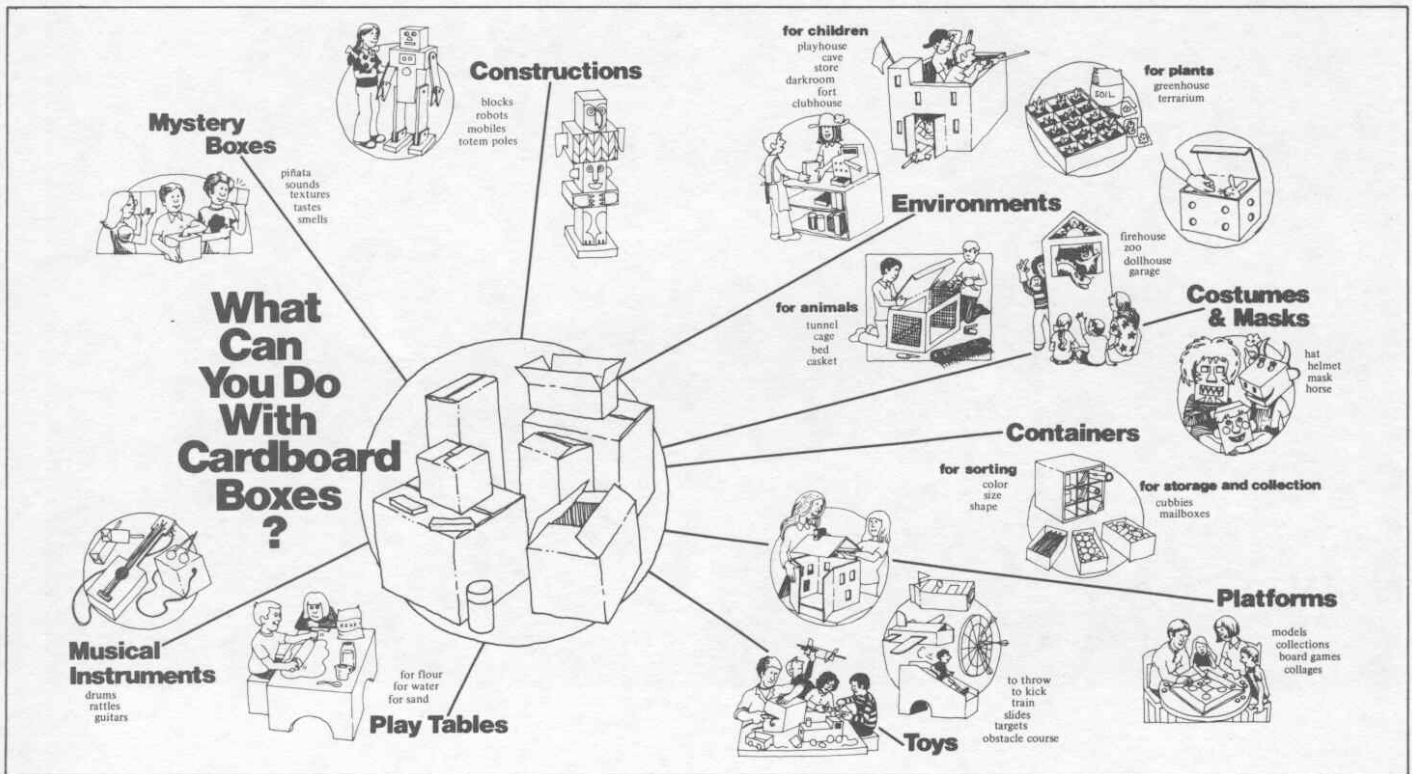 What
Can
You Do
With
Cardboard
Boxes
?
Mystery
Boxes
piñata
sounds
textures
tastes
smells
Constructions
blocks
robots
mobiles
totem poles
Environments
for children
playhouse
cave
store
darkroom
fort
clubhouse
for plants
greenhouse
terrarium
SOIL
for animals
tunnel
cage
bed
casket
firehouse
zoo
dollhouse
garage
Costumes
& Masks
hat
helmet
mask
horse
Containers
for sorting
color
size
shape
for storage and collection
cubbies
mailboxes
Platforms
models
collections
board games
collages
Toys
to throw
to kick
train
slides
targets
obstacle course
Play Tables
for flour
for water
for sand
Musical
Instruments
drums
rattles
guitars